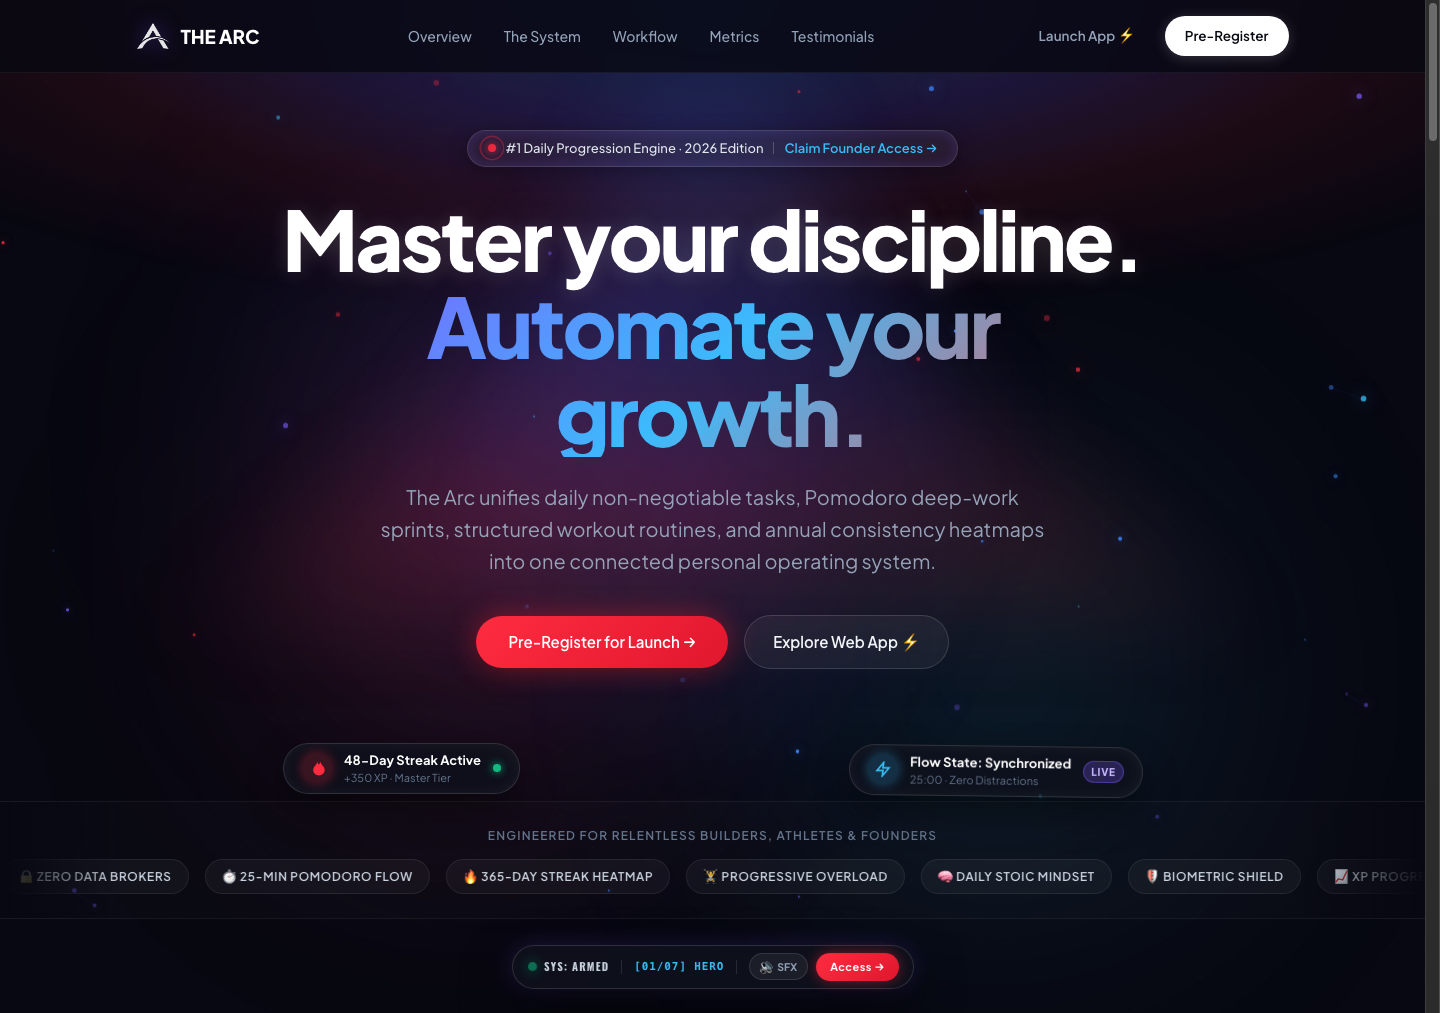 THE ARC
Overview
The System
Workflow
Metrics
Testimonials
Launch App ⚡
Pre-Register
#1 Daily Progression Engine · 2026 Edition
Claim Founder Access →
Master your discipline.
Automate your
growth.
The Arc unifies daily non-negotiable tasks, Pomodoro deep-work
sprints, structured workout routines, and annual consistency heatmaps
into one connected personal operating system.
Pre-Register for Launch →
Explore Web App ⚡
48-Day Streak Active
+350 XP · Master Tier
Flow State: Synchronized
25:00 · Zero Distractions
LIVE
ENGINEERED FOR RELENTLESS BUILDERS, ATHLETES & FOUNDERS
🔒 ZERO DATA BROKERS
⏱️ 25-MIN POMODORO FLOW
🔥 365-DAY STREAK HEATMAP
🏋️ PROGRESSIVE OVERLOAD
🧠 DAILY STOIC MINDSET
🛡️ BIOMETRIC SHIELD
📈 XP
SYS: ARMED
[01/07] HERO
🔊 SFX
Access →